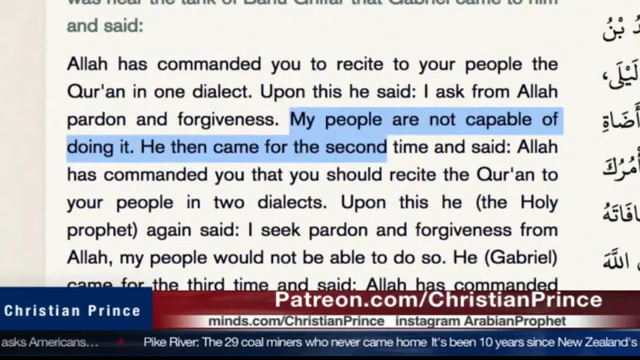 was near the tank of Banu Ghifar that Gabriel came to him
and said:
Allah has commanded you to recite to your people the
Qur'an in one dialect. Upon this he said: I ask from Allah
pardon and forgiveness. My people are not capable of
doing it. He then came for the second time and said: Allah
has commanded you that you should recite the Qur'an to
your people in two dialects. Upon this he (the Holy
prophet) again said: I seek pardon and forgiveness from
Allah, my people would not be able to do so. He (Gabriel)
came for the third time and said: Allah has commanded
لَيْلَى،
أَضَاةِ
Christian Prince
Patreon.com/ChristianPrince
minds.com/ChristianPrince instagram ArabianProphet
asks Americans... Pike River: The 29 coal miners who never came home It's been 10 years since New Zealand's